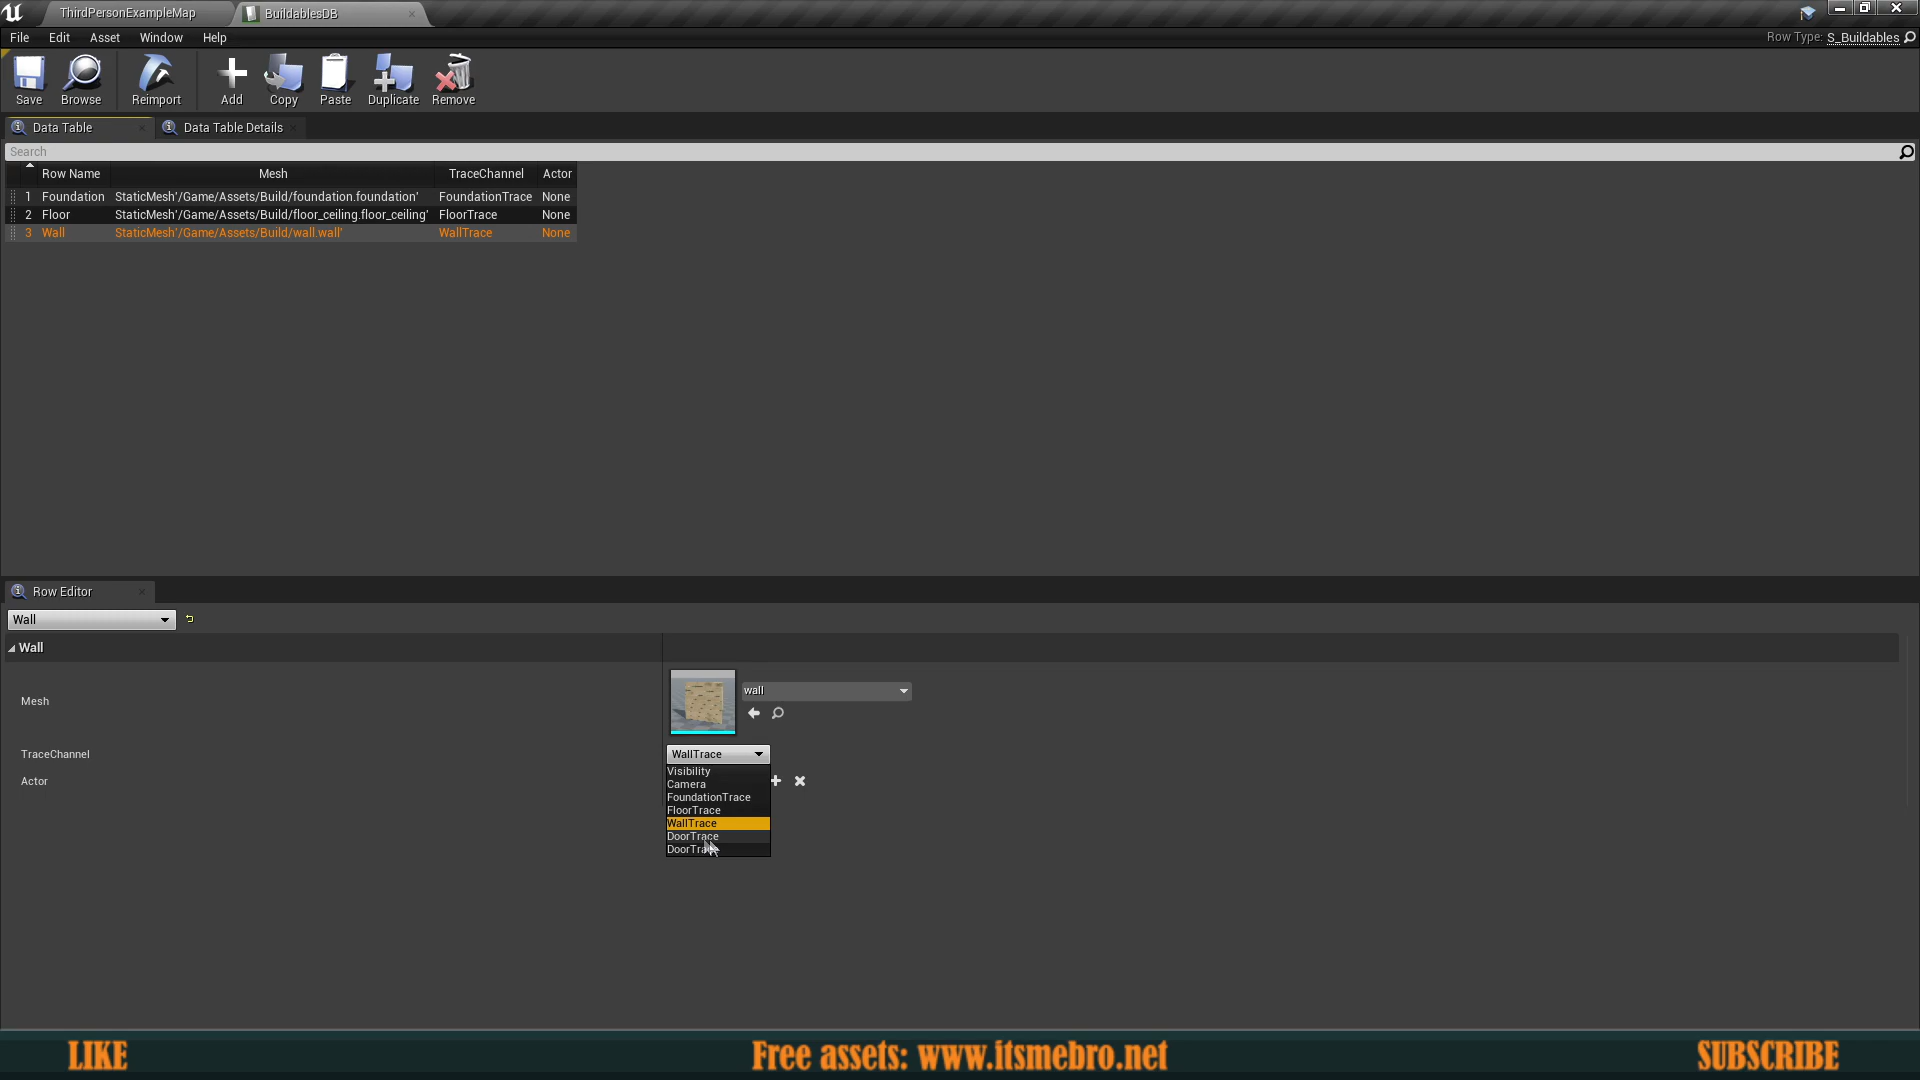 ThirdPersonExampleMap
BuildablesDB
File Edit Asset Window Help
Row Type: S_Buildables
Save Browse Reimport Add Copy Paste Duplicate Remove
Data Table
Data Table Details
Search
Row Name Mesh TraceChannel Actor
1 Foundation StaticMesh'/Game/Assets/Build/foundation.foundation' FoundationTrace None
2 Floor StaticMesh'/Game/Assets/Build/floor_ceiling.floor_ceiling' FloorTrace None
3 Wall StaticMesh'/Game/Assets/Build/wall.wall' WallTrace None
Row Editor
Wall
Wall
Mesh
wall
TraceChannel
WallTrace
Actor
Visibility
Camera
FoundationTrace
FloorTrace
WallTrace
DoorTrace
DoorTrace
LIKE
Free assets: www.itsmebro.net
SUBSCRIBE